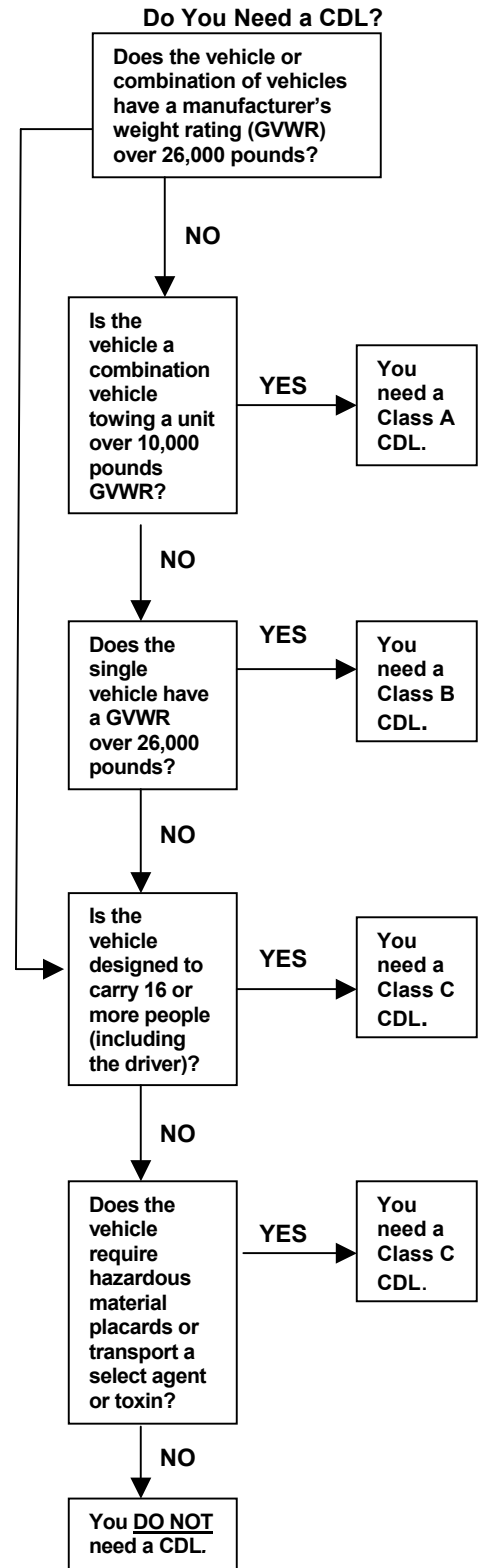 Do You Need a CDL?
Does the vehicle or
combination of vehicles
have a manufacturer's
weight rating (GVWR)
over 26,000 pounds?
NO
Is the
vehicle a
combination
vehicle
towing a unit
over 10,000
pounds
GVWR?
YES
You
need a
Class A
CDL.
NO
Does the
single
vehicle have
a GVWR
over 26,000
pounds?
YES
You
need a
Class B
CDL.
NO
Is the
vehicle
designed to
carry 16 or
more people
(including
the driver)?
YES
You
need a
Class C
CDL.
NO
Does the
vehicle
require
hazardous
material
placards or
transport a
select agent
or toxin?
YES
You
need a
Class C
CDL.
NO
You DO NOT
need a CDL.